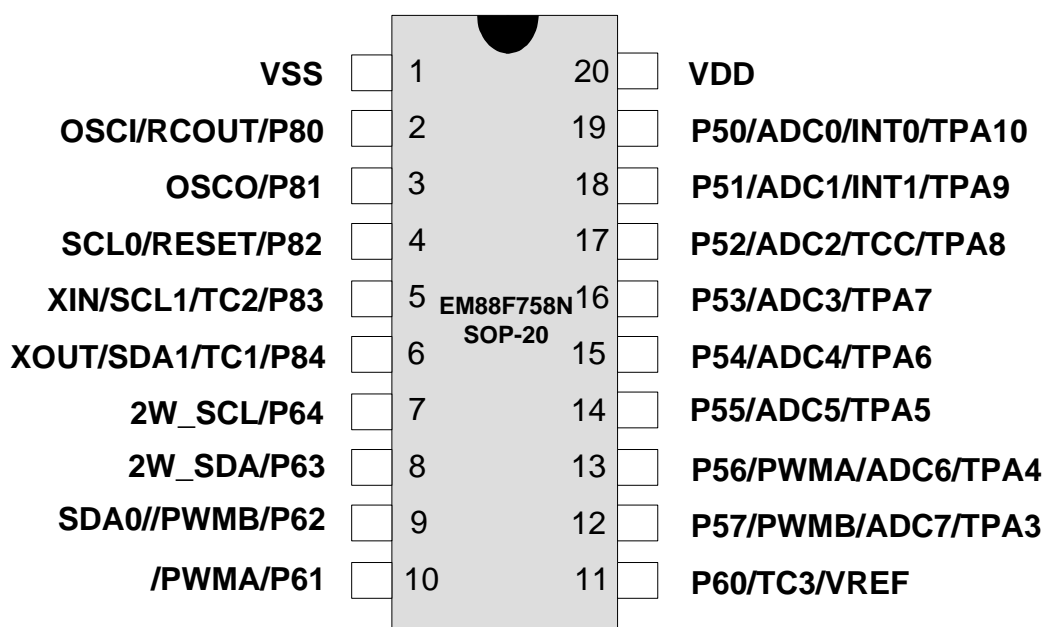 VSS 1 20 VDD
OSCI/RCOUT/P80 2 19 P50/ADC0/INT0/TPA10
OSCO/P81 3 18 P51/ADC1/INT1/TPA9
SCL0/RESET/P82 4 17 P52/ADC2/TCC/TPA8
XIN/SCL1/TC2/P83 5 EM88F758N 16 P53/ADC3/TPA7
SOP-20
XOUT/SDA1/TC1/P84 6 15 P54/ADC4/TPA6
2W_SCL/P64 7 14 P55/ADC5/TPA5
2W_SDA/P63 8 13 P56/PWMA/ADC6/TPA4
SDA0//PWMB/P62 9 12 P57/PWMB/ADC7/TPA3
/PWMA/P61 10 11 P60/TC3/VREF